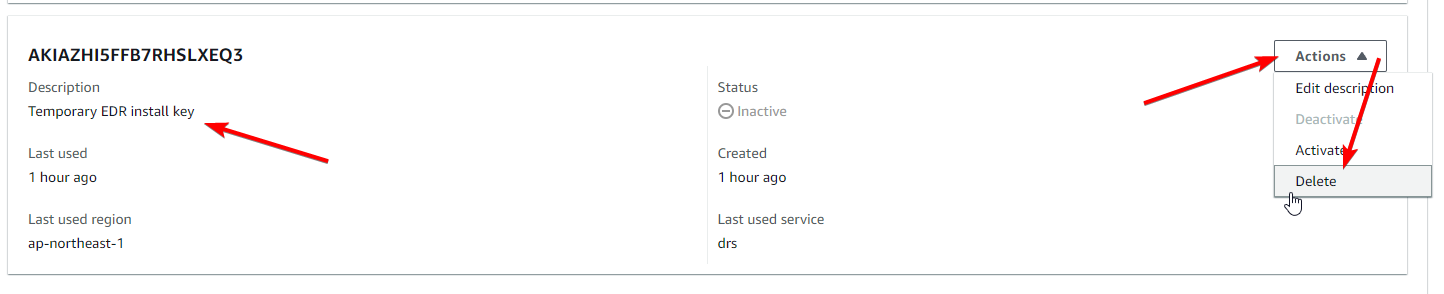 AKIAZHI5FFB7RHSLXEQ3
Actions
Description
Temporary EDR install key
Status
Inactive
Edit description
Deactivate
Activate
Delete
Last used
1 hour ago
Created
1 hour ago
Last used region
ap-northeast-1
Last used service
drs